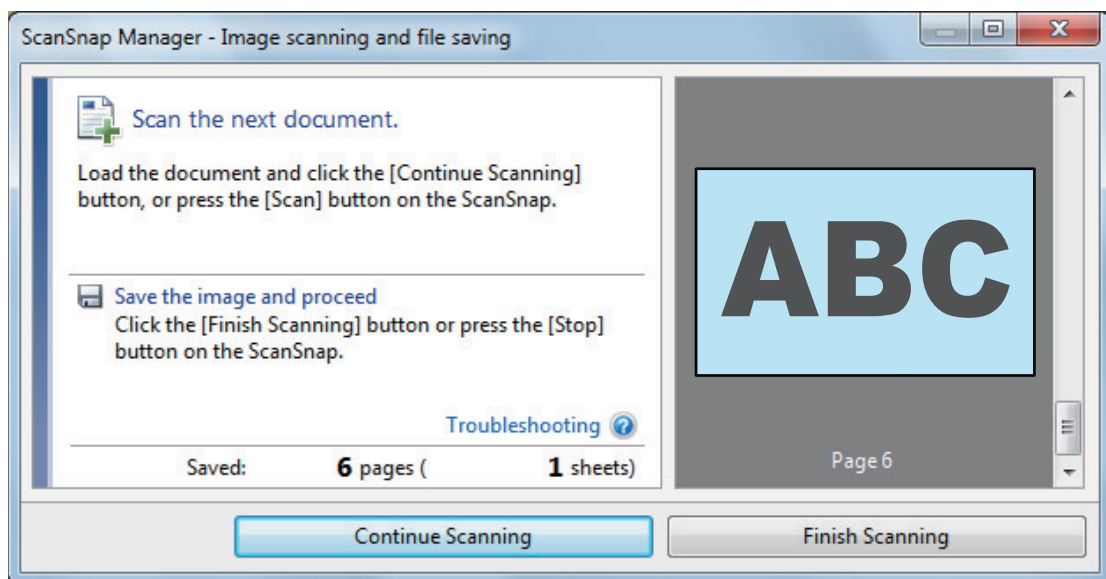 ScanSnap Manager - Image scanning and file saving
Scan the next document.
Load the document and click the [Continue Scanning]
button, or press the [Scan] button on the ScanSnap.
Save the image and proceed
Click the [Finish Scanning] button or press the [Stop]
button on the ScanSnap.
Troubleshooting ?
Saved: 6 pages ( 1 sheets)
ABC
Page 6
Continue Scanning
Finish Scanning